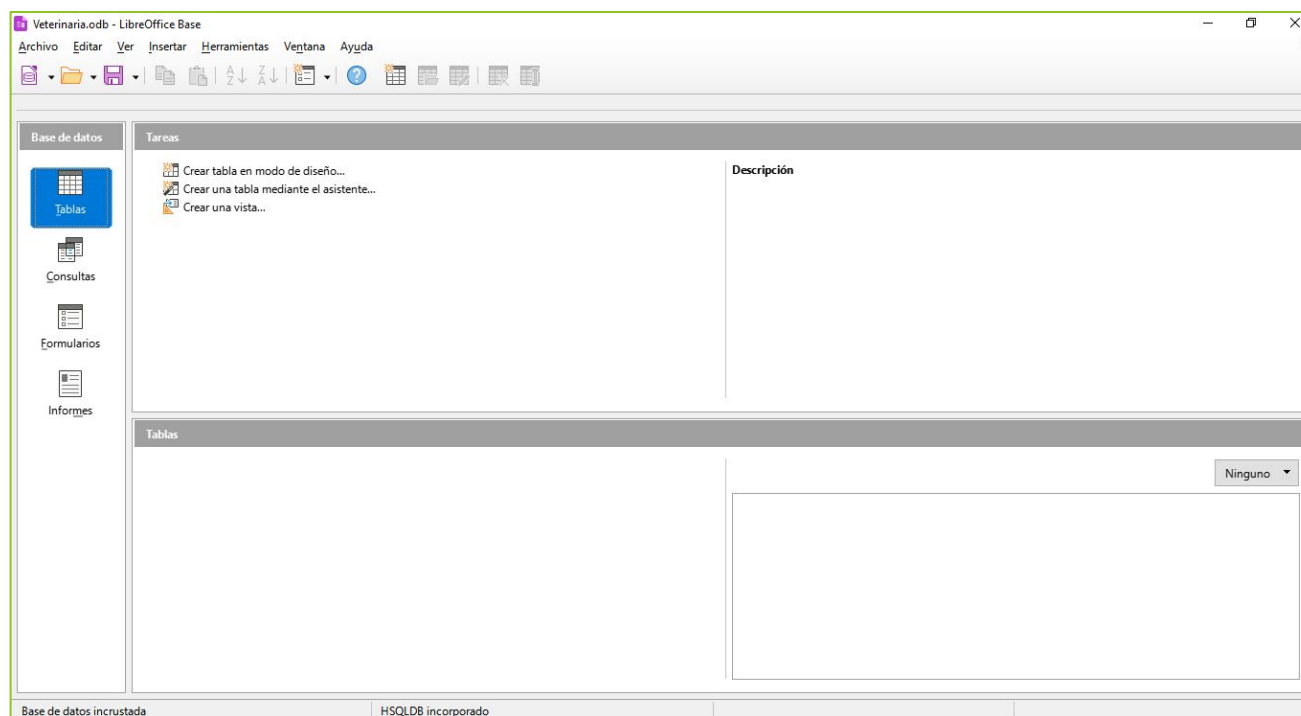 Veterinaria.odb - LibreOffice Base
Archivo Editar Ver Insertar Herramientas Ventana Ayuda
Base de datos
Tareas
Tablas
Consultas
Formularios
Informes
Crear tabla en modo de diseño...
Crear una tabla mediante el asistente...
Crear una vista...
Descripción
Tablas
Ninguno
Base de datos incrustada HSQLDB incorporado